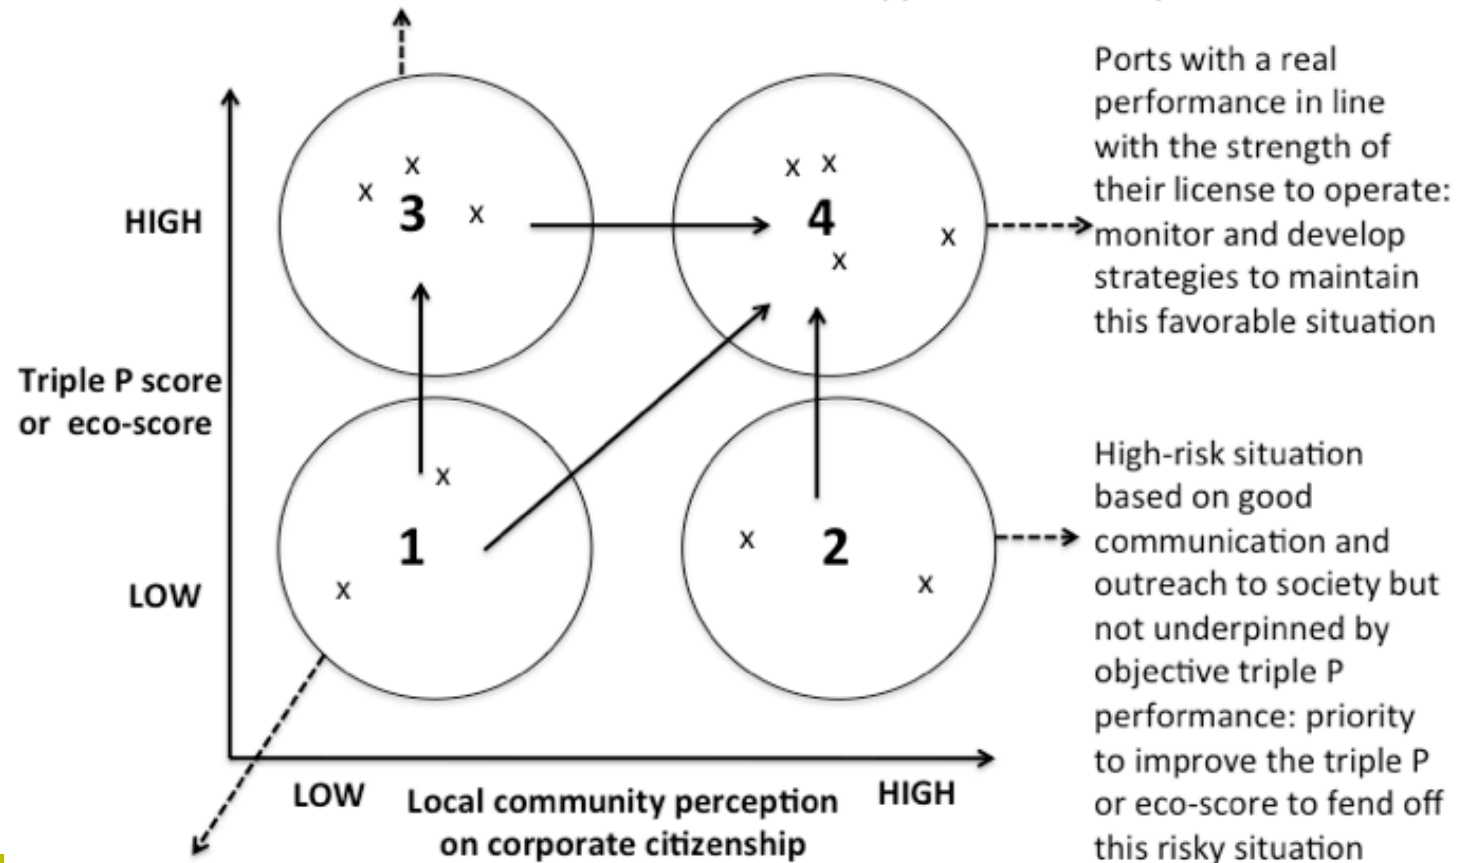 Ports with a real
performance in line
with the strength of
their license to operate:
monitor and develop
strategies to maintain
this favorable situation
HIGH
x
x
3
x
x x
4
x
x
Triple P score
or eco-score
High-risk situation
based on good
communication and
outreach to society but
not underpinned by
objective triple P
performance: priority
to improve the triple P
or eco-score to fend off
this risky situation
LOW
x
1
x
x
2
x
LOW
Local community perception
on corporate citizenship
HIGH